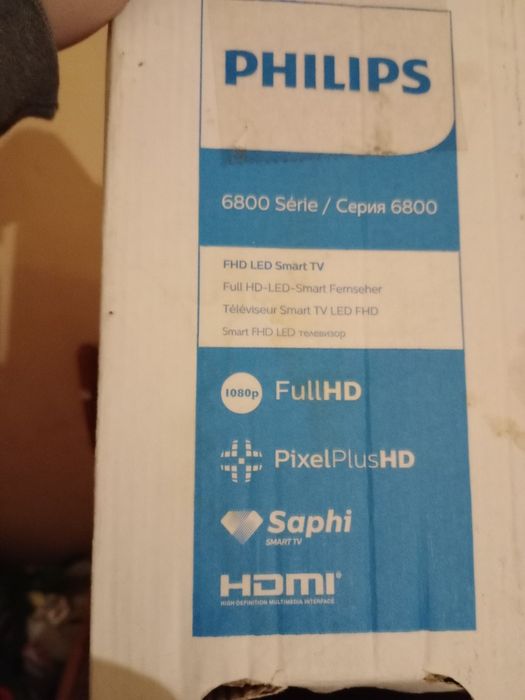 PHILIPS
6800 Série / Серия 6800
FHD LED Smart TV
Full HD-LED-Smart Fernseher
Téléviseur Smart TV LED FHD
Smart FHD LED телевизор
1080p FullHD
PixelPlusHD
Saphi
SMART TV
HDMI®
HIGH DEFINITION MULTIMEDIA INTERFACE